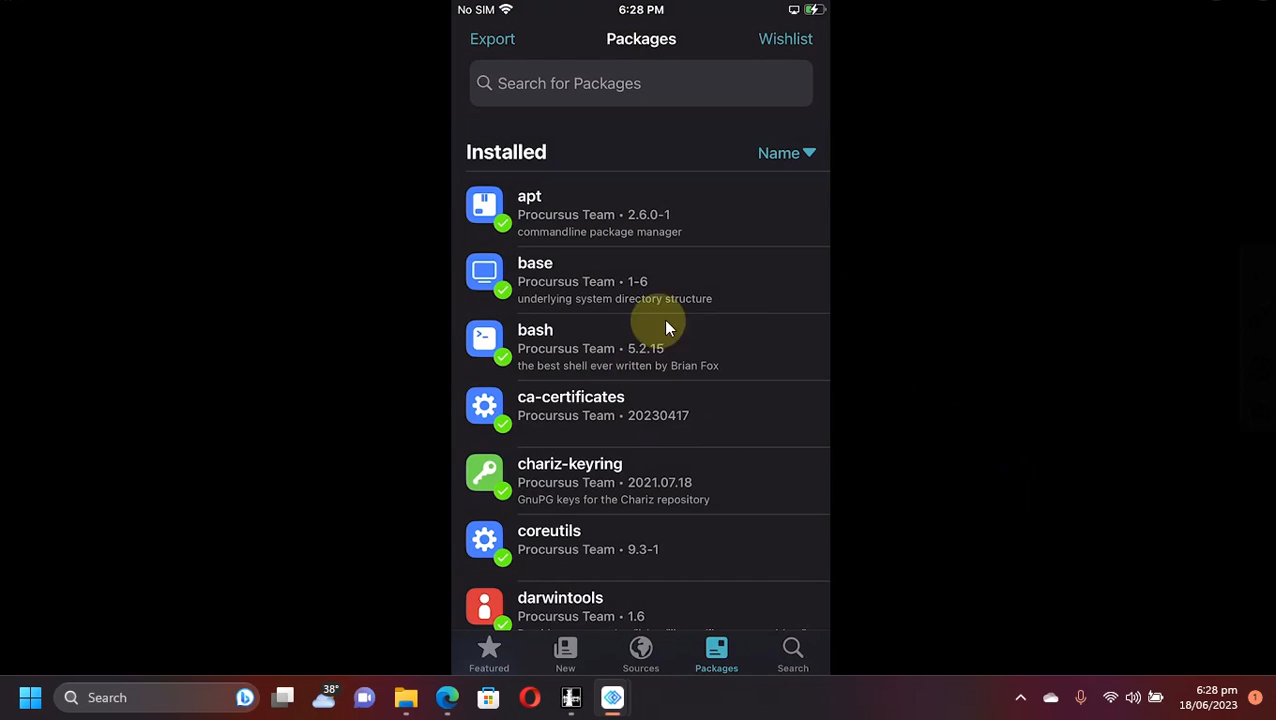 No SIM 6:28 PM
Export Packages Wishlist
Search for Packages
Installed Name
apt
Procursus Team • 2.6.0-1
commandline package manager
base
Procursus Team • 1-6
underlying system directory structure
bash
Procursus Team • 5.2.15
the best shell ever written by Brian Fox
ca-certificates
Procursus Team • 20230417
chariz-keyring
Procursus Team • 2021.07.18
GnuPG keys for the Chariz repository
coreutils
Procursus Team • 9.3-1
darwintools
Procursus Team • 1.6
Featured New Sources Packages Search
Search 38° 6:28 pm
18/06/2023 1